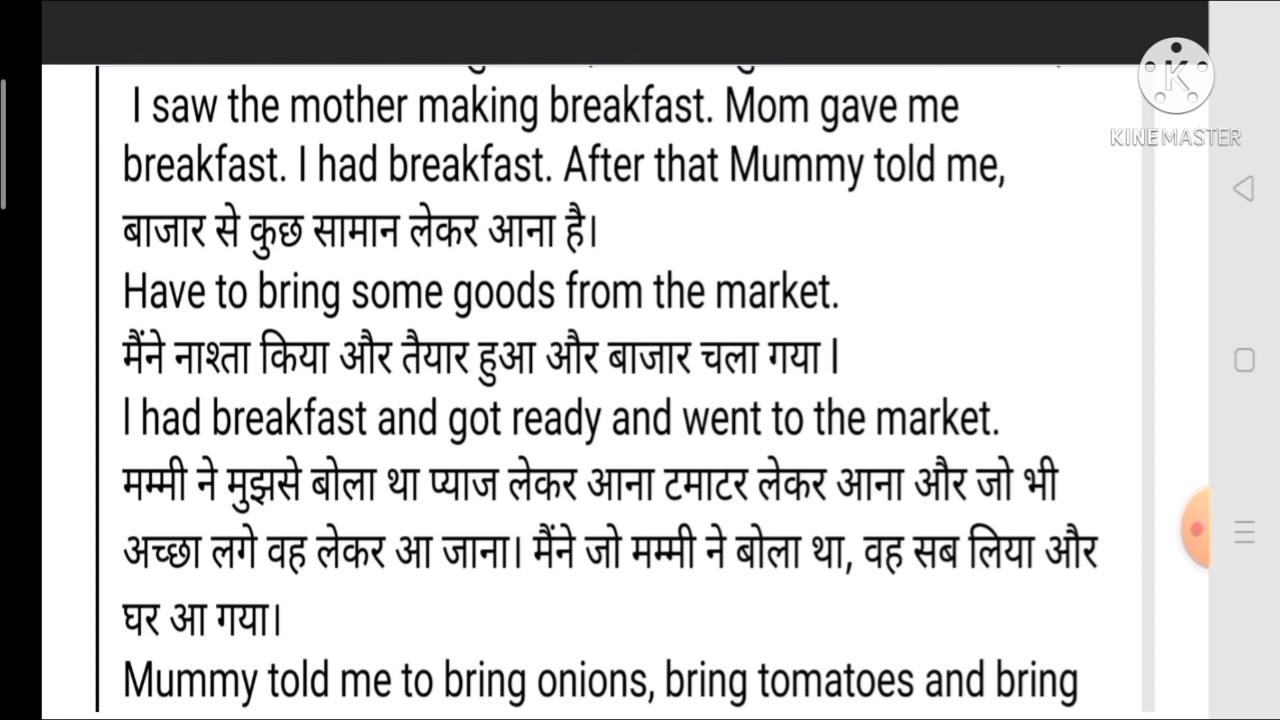 I saw the mother making breakfast. Mom gave me
breakfast. I had breakfast. After that Mummy told me,
बाजार से कुछ सामान लेकर आना है।
Have to bring some goods from the market.
मैंने नाश्ता किया और तैयार हुआ और बाजार चला गया l
I had breakfast and got ready and went to the market.
मम्मी ने मुझसे बोला था प्याज लेकर आना टमाटर लेकर आना और जो भी
अच्छा लगे वह लेकर आ जाना। मैंने जो मम्मी ने बोला था, वह सब लिया और
घर आ गया।
Mummy told me to bring onions, bring tomatoes and bring
K
KINEMASTER